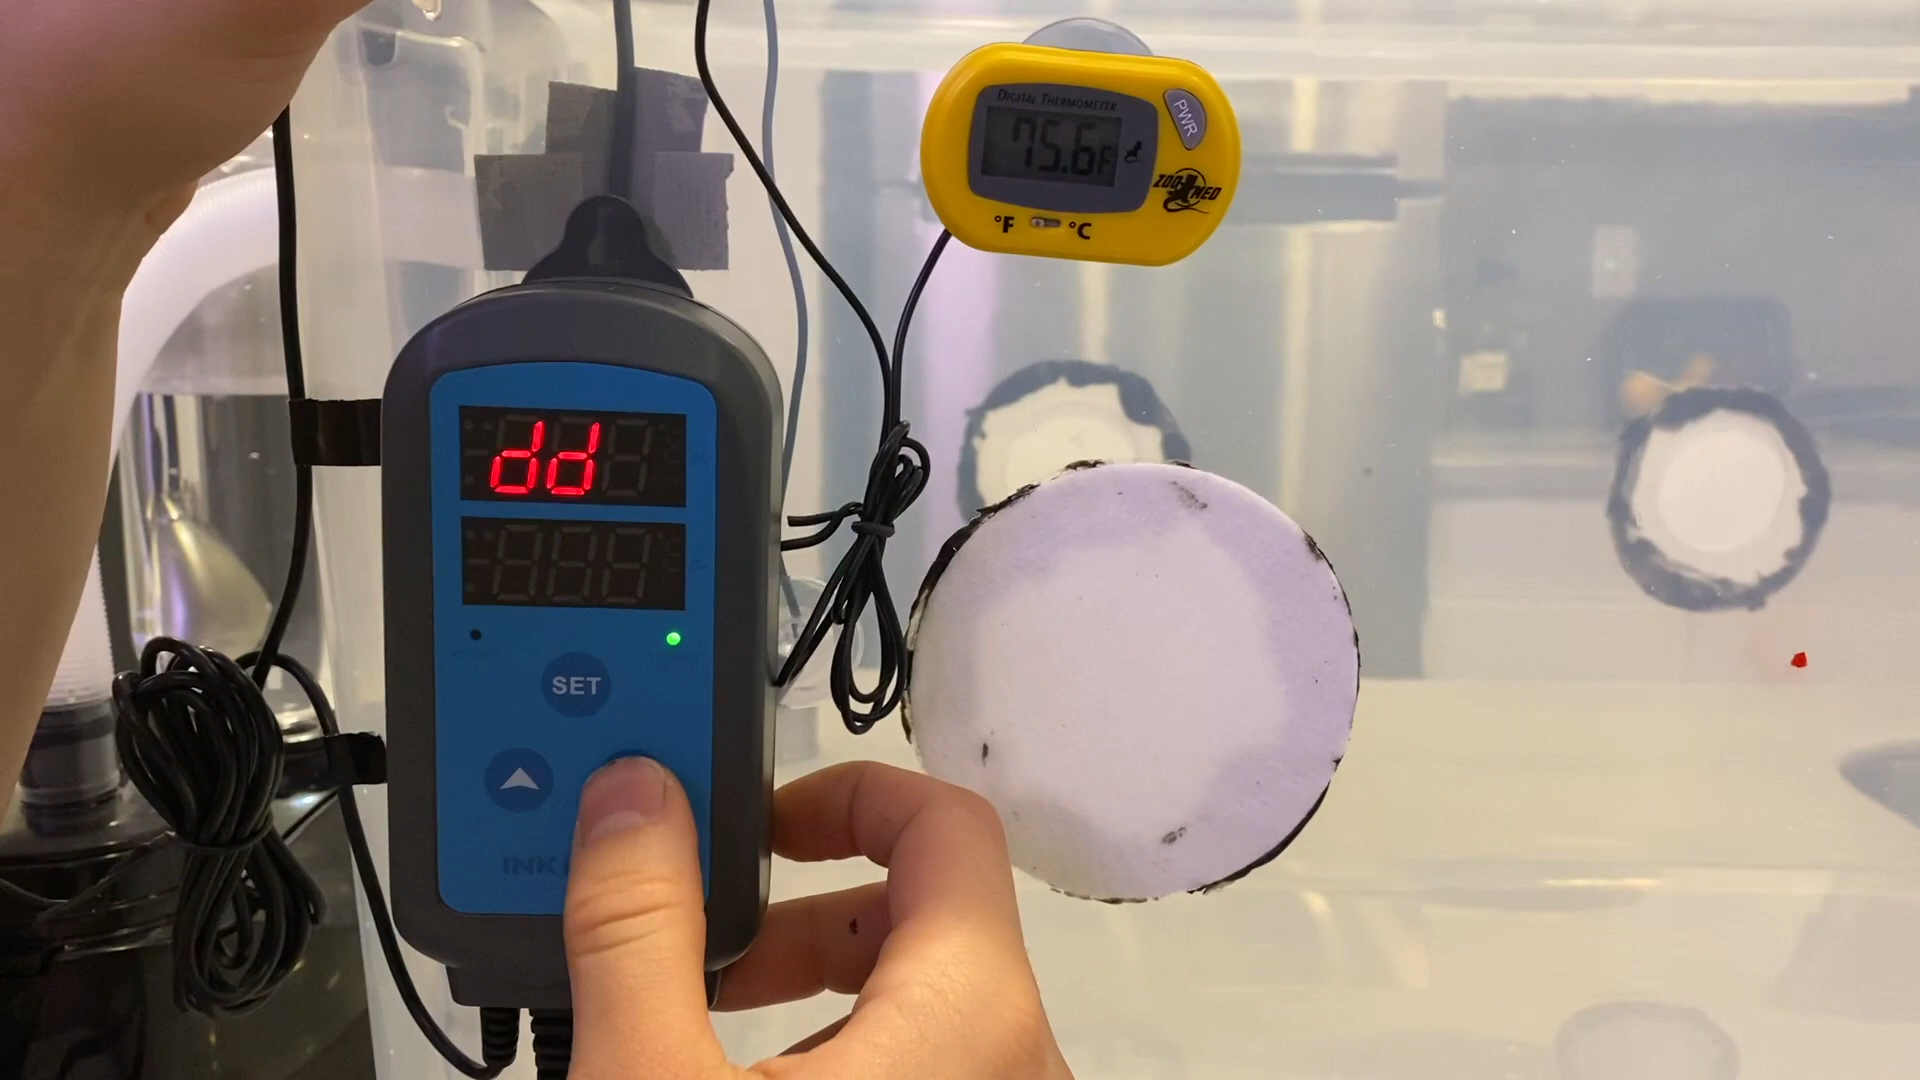 DIGITAL THERMOMETER
75.6F
PWR
ZOO MED
°F °C
dd
SET
INK